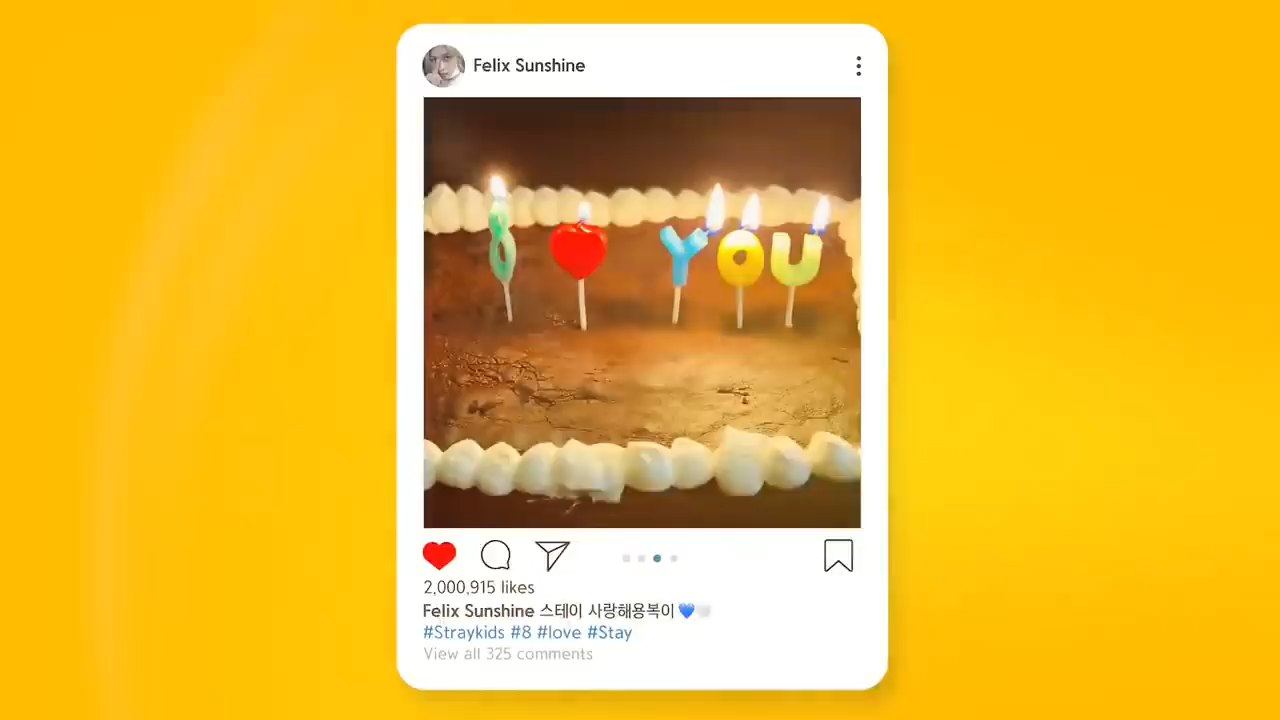 Felix Sunshine
8 ♥ YOU
2,000,915 likes
Felix Sunshine 스테이 사랑해용복이💙🤍
#Straykids #8 #love #Stay
View all 325 comments